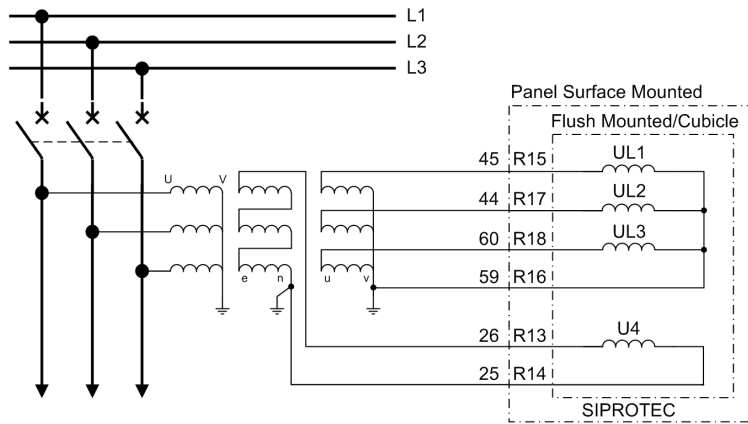 L1
L2
L3
Panel Surface Mounted
Flush Mounted/Cubicle
U V
45 R15 UL1
44 R17 UL2
60 R18 UL3
e n u v
59 R16
26 R13 U4
25 R14
SIPROTEC